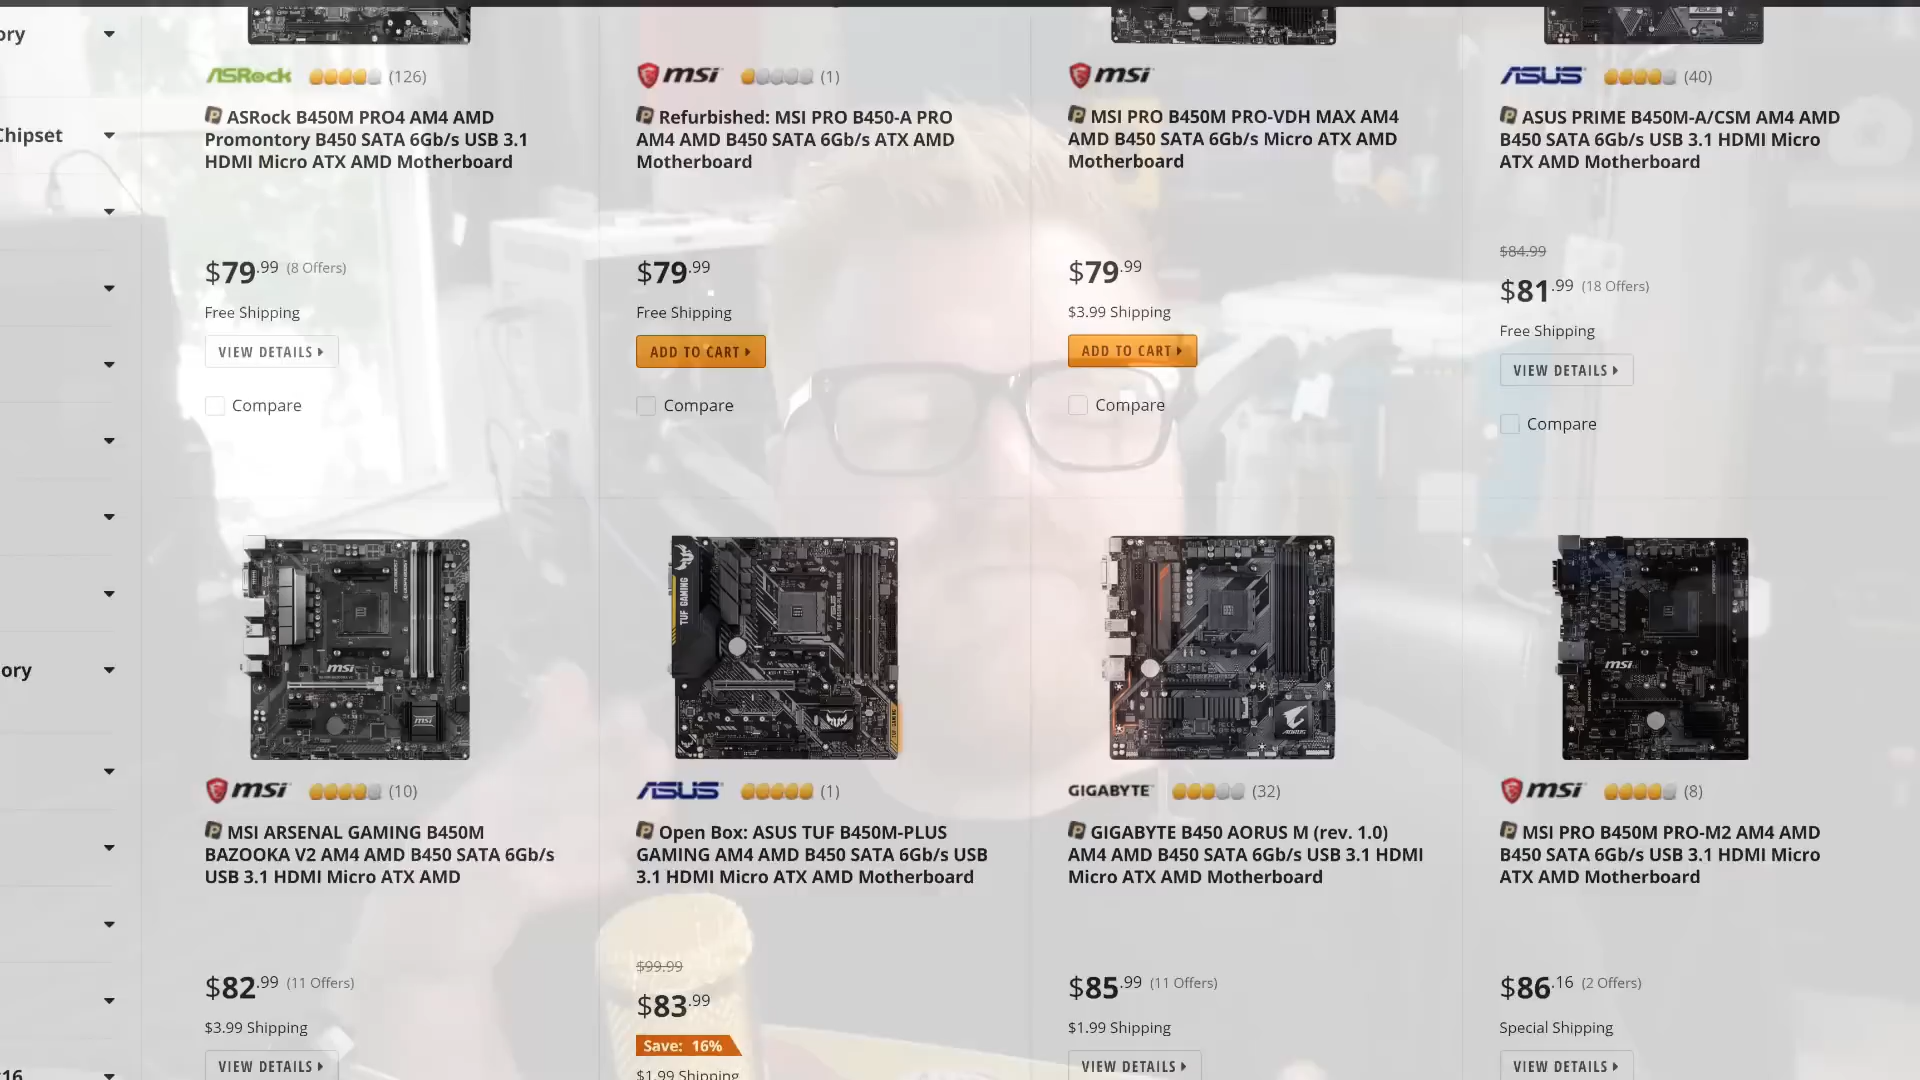 ory
Chipset
ory
16
ASRock (126)
ASRock B450M PRO4 AM4 AMD
Promontory B450 SATA 6Gb/s USB 3.1
HDMI Micro ATX AMD Motherboard
$79.99 (8 Offers)
Free Shipping
VIEW DETAILS
Compare
msi (1)
Refurbished: MSI PRO B450-A PRO
AM4 AMD B450 SATA 6Gb/s ATX AMD
Motherboard
$79.99
Free Shipping
ADD TO CART
Compare
msi
MSI PRO B450M PRO-VDH MAX AM4
AMD B450 SATA 6Gb/s Micro ATX AMD
Motherboard
$79.99
$3.99 Shipping
ADD TO CART
Compare
ASUS (40)
ASUS PRIME B450M-A/CSM AM4 AMD
B450 SATA 6Gb/s USB 3.1 HDMI Micro
ATX AMD Motherboard
$84.99
$81.99 (18 Offers)
Free Shipping
VIEW DETAILS
Compare
msi
msi
msi (10)
MSI ARSENAL GAMING B450M
BAZOOKA V2 AM4 AMD B450 SATA 6Gb/s
USB 3.1 HDMI Micro ATX AMD
$82.99 (11 Offers)
$3.99 Shipping
VIEW DETAILS
TUF GAMING
ASUS (1)
Open Box: ASUS TUF B450M-PLUS
GAMING AM4 AMD B450 SATA 6Gb/s USB
3.1 HDMI Micro ATX AMD Motherboard
$99.99
$83.99
Save: 16%
$1.99 Shipping
AORUS
GIGABYTE (32)
GIGABYTE B450 AORUS M (rev. 1.0)
AM4 AMD B450 SATA 6Gb/s USB 3.1 HDMI
Micro ATX AMD Motherboard
$85.99 (11 Offers)
$1.99 Shipping
VIEW DETAILS
msi
msi (8)
MSI PRO B450M PRO-M2 AM4 AMD
B450 SATA 6Gb/s USB 3.1 HDMI Micro
ATX AMD Motherboard
$86.16 (2 Offers)
Special Shipping
VIEW DETAILS